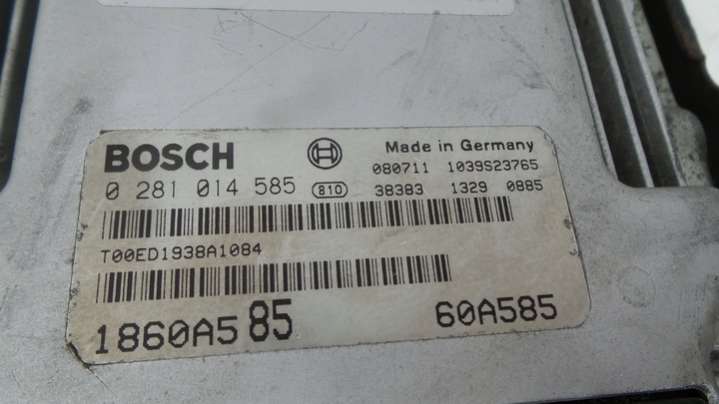 BOSCH Made in Germany
080711 1039S23765
0 281 014 585 810 38383 1329 0885
T00ED1938A1084
1860A585 60A585